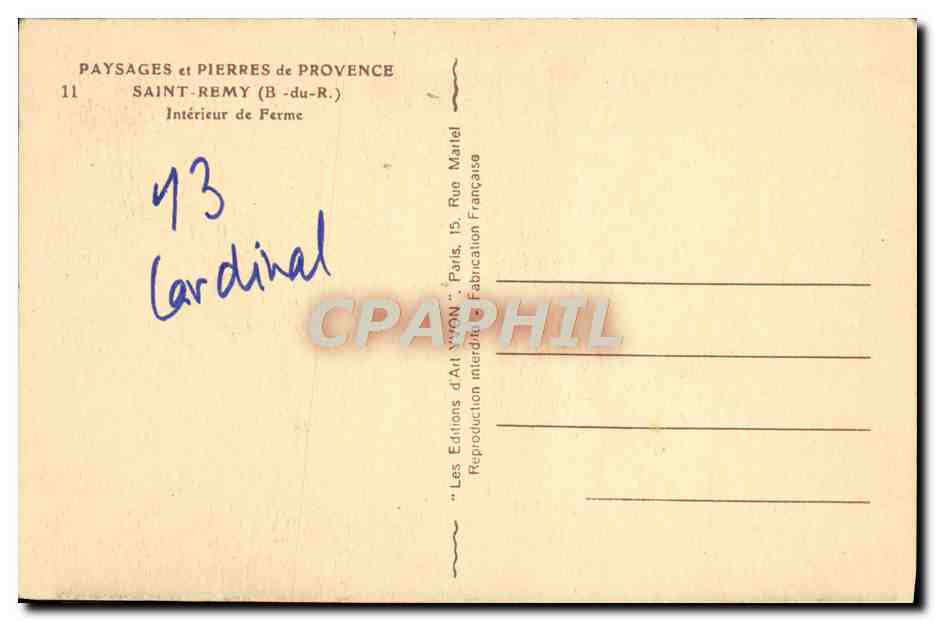 PAYSAGES et PIERRES de PROVENCE
11 SAINT-REMY (B -du-R.)
Intérieur de Ferme
13
Cardinal
"Les Editions d'Art YVON". Paris, 15, Rue Martel
Reproduction interdite - Fabrication Française
CPAPHIL